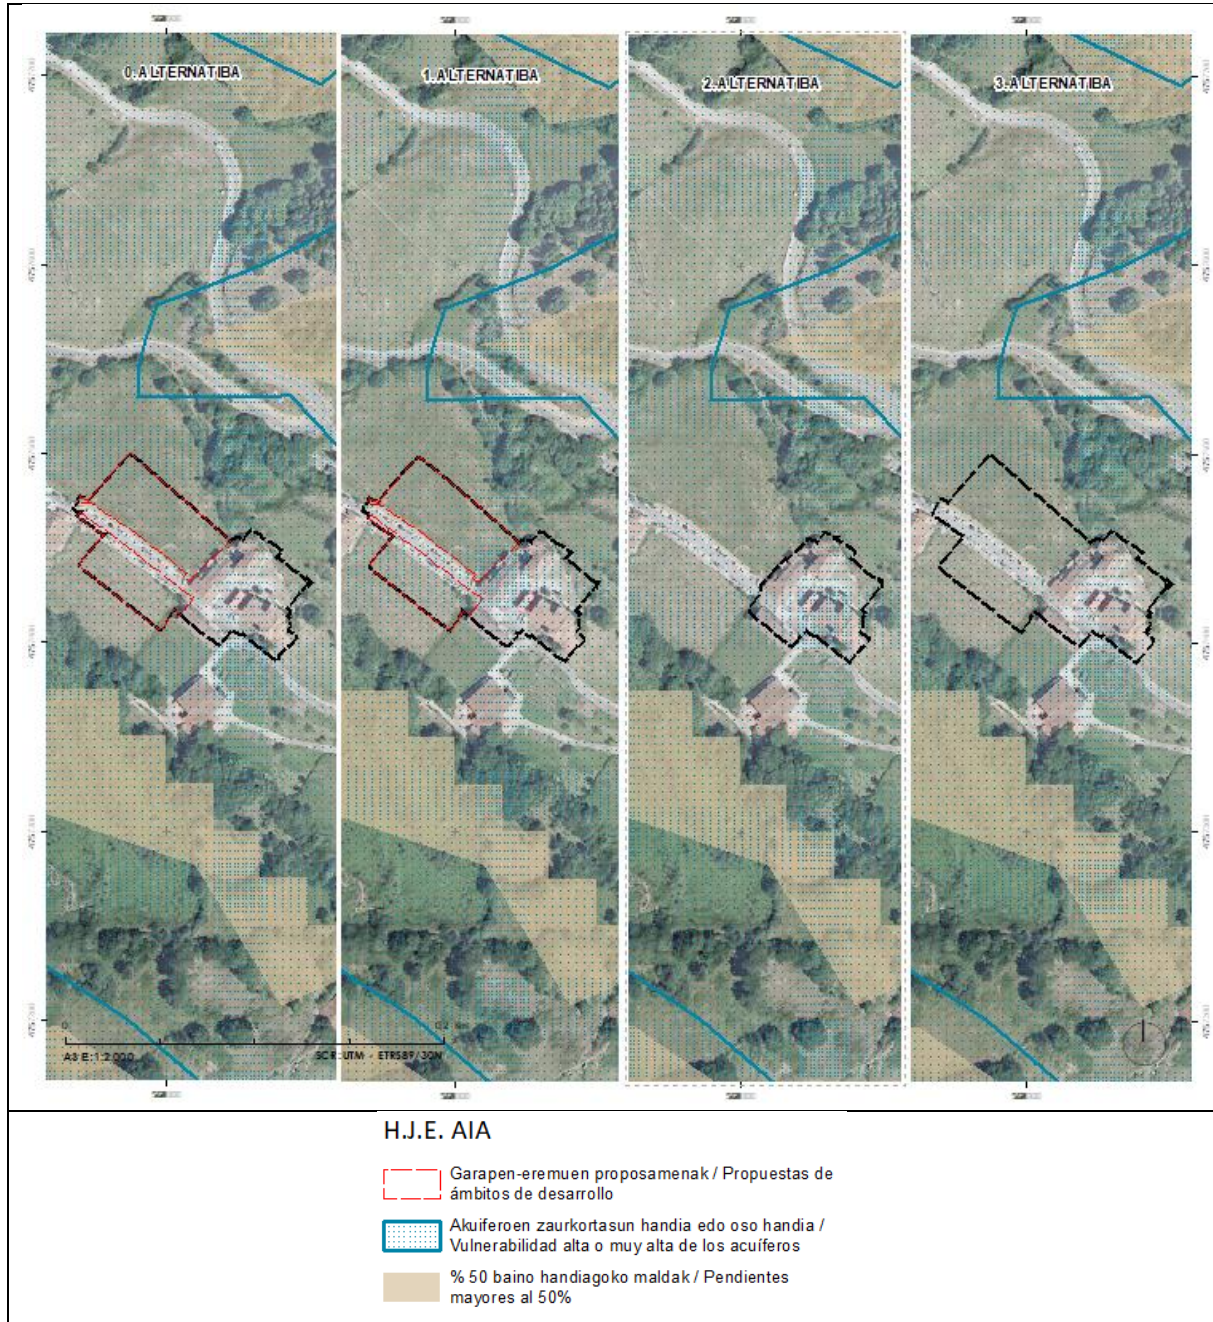 0.ALTERNATIBA
1.ALTERNATIBA
2.ALTERNATIBA
3.ALTERNATIBA
0
A3 E:1:2.000
SCR: UTM - ETRS89/30N
H.J.E. AIA
Garapen-eremuen proposamenak / Propuestas de
ámbitos de desarrollo
Akuiferoen zaurkortasun handia edo oso handia /
Vulnerabilidad alta o muy alta de los acuíferos
% 50 baino handiagoko maldak / Pendientes
mayores al 50%